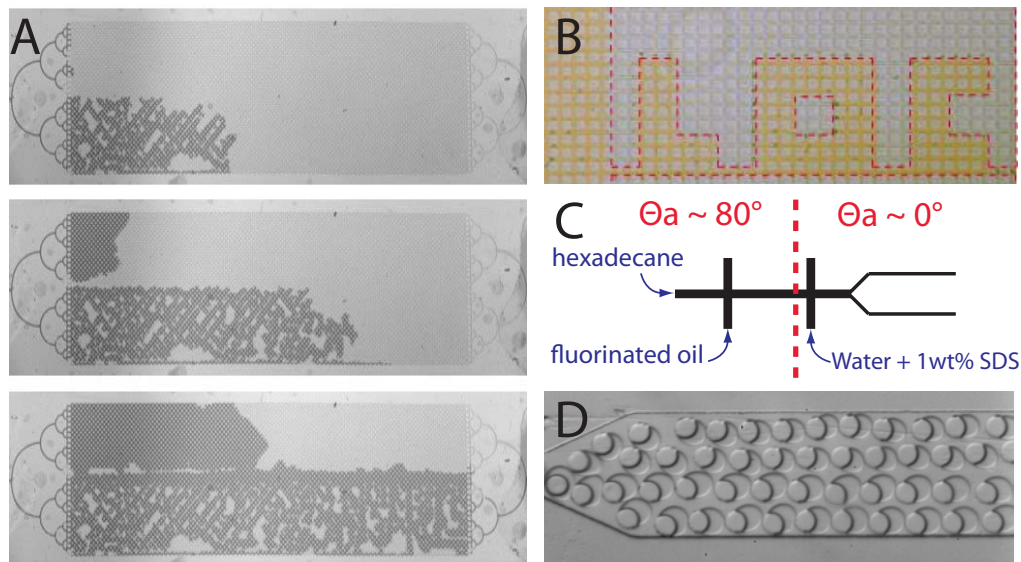 A
B
C
Θa ~ 80°
Θa ~ 0°
hexadecane
fluorinated oil
Water + 1wt% SDS
D